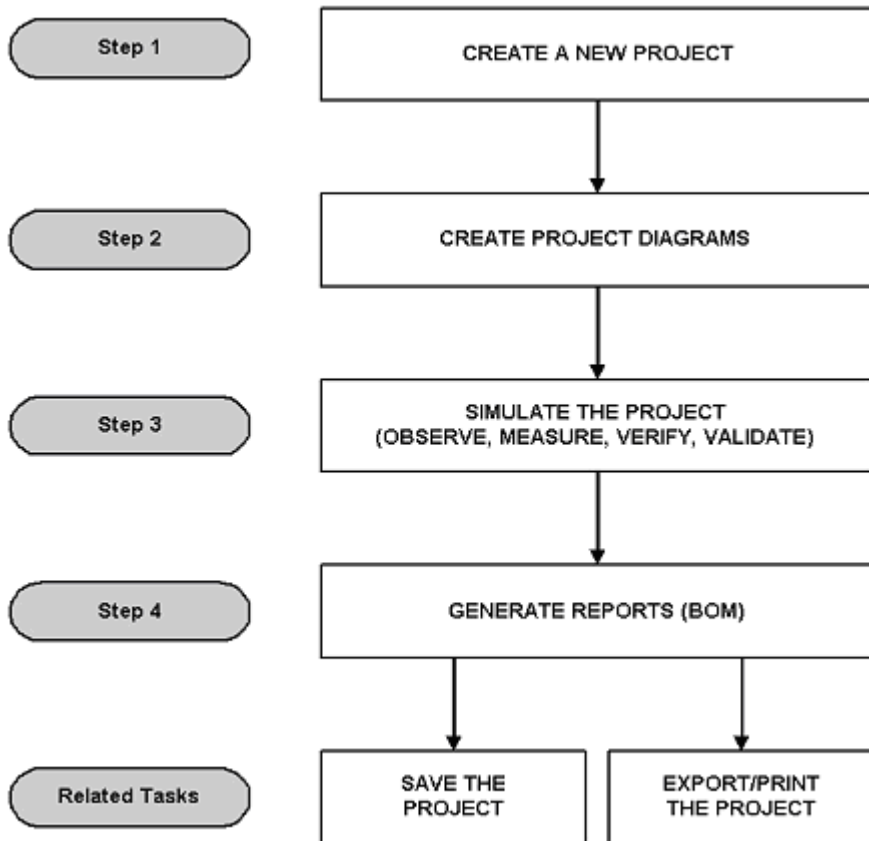 Step 1
CREATE A NEW PROJECT
Step 2
CREATE PROJECT DIAGRAMS
Step 3
SIMULATE THE PROJECT
(OBSERVE, MEASURE, VERIFY, VALIDATE)
Step 4
GENERATE REPORTS (BOM)
Related Tasks
SAVE THE
PROJECT
EXPORT/PRINT
THE PROJECT